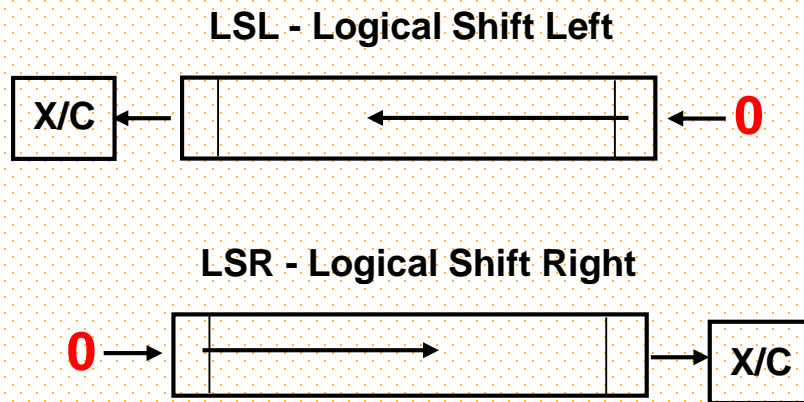 LSL - Logical Shift Left
X/C 0
LSR - Logical Shift Right
0 X/C